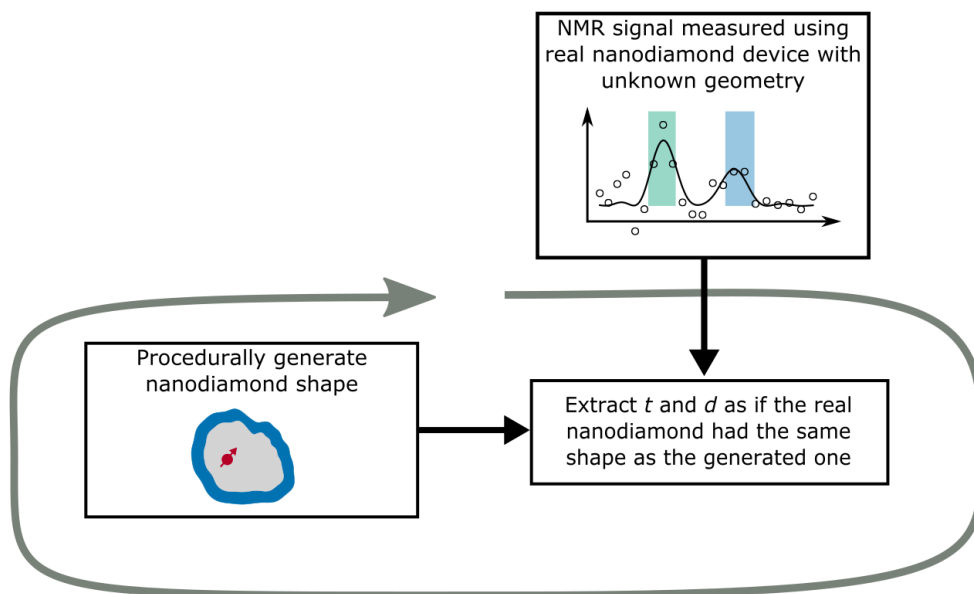 NMR signal measured using
real nanodiamond device with
unknown geometry
Procedurally generate
nanodiamond shape
Extract t and d as if the real
nanodiamond had the same
shape as the generated one